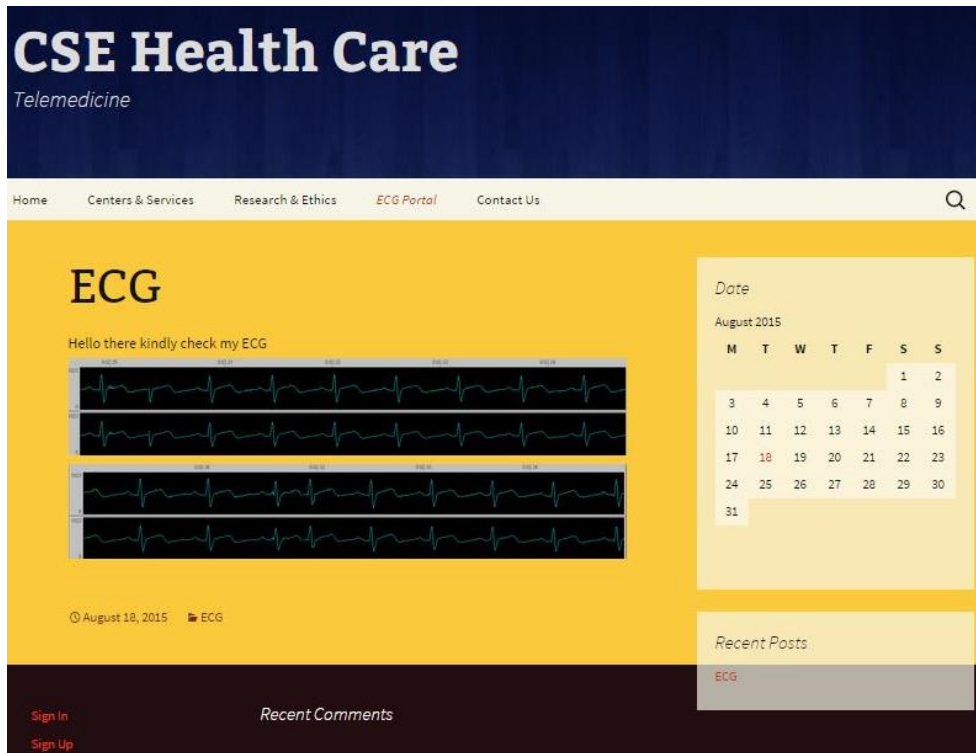 CSE Health Care
Telemedicine
Home Centers & Services Research & Ethics ECG Portal Contact Us
ECG
Hello there kindly check my ECG
August 18, 2015 ECG
Date
August 2015
M T W T F S S
1 2
3 4 5 6 7 8 9
10 11 12 13 14 15 16
17 18 19 20 21 22 23
24 25 26 27 28 29 30
31
Recent Posts
ECG
Sign In
Sign Up
Recent Comments